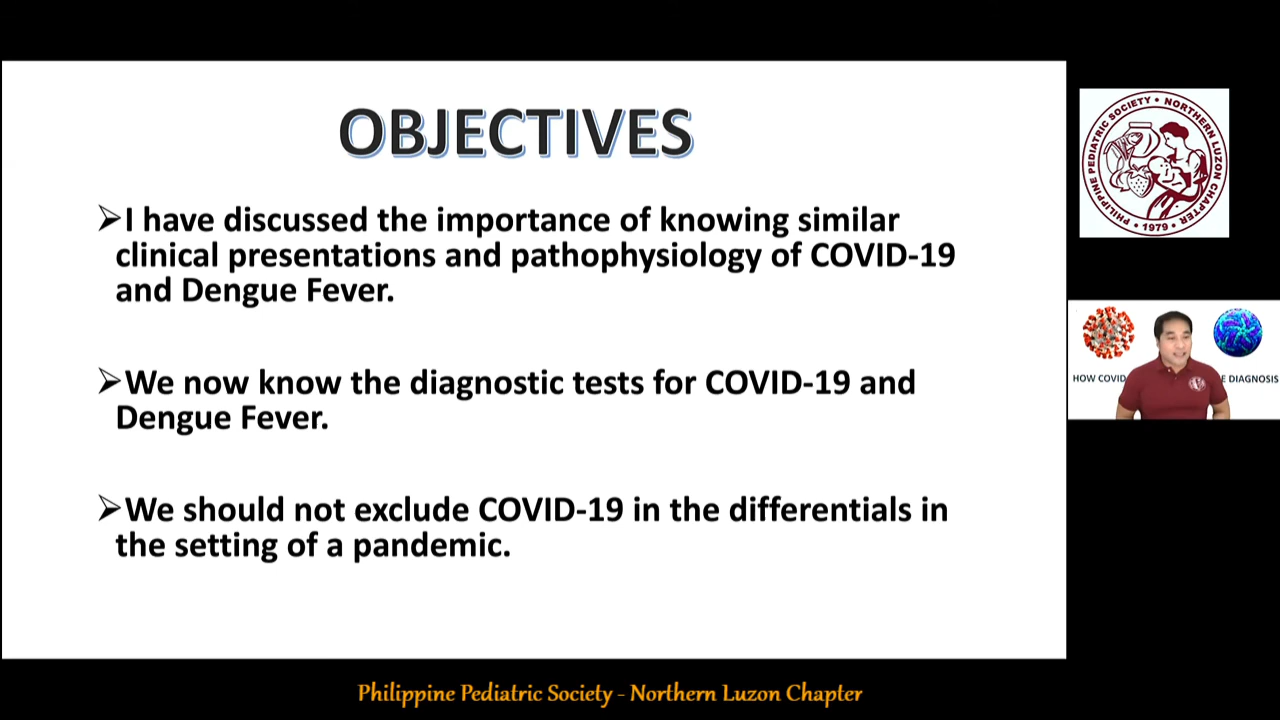 OBJECTIVES
➢I have discussed the importance of knowing similar
clinical presentations and pathophysiology of COVID-19
and Dengue Fever.
➢We now know the diagnostic tests for COVID-19 and
Dengue Fever.
➢We should not exclude COVID-19 in the differentials in
the setting of a pandemic.
PHILIPPINE PEDIATRIC SOCIETY • NORTHERN LUZON CHAPTER
• 1979 •
HOW COVID E DIAGNOSIS
Philippine Pediatric Society - Northern Luzon Chapter